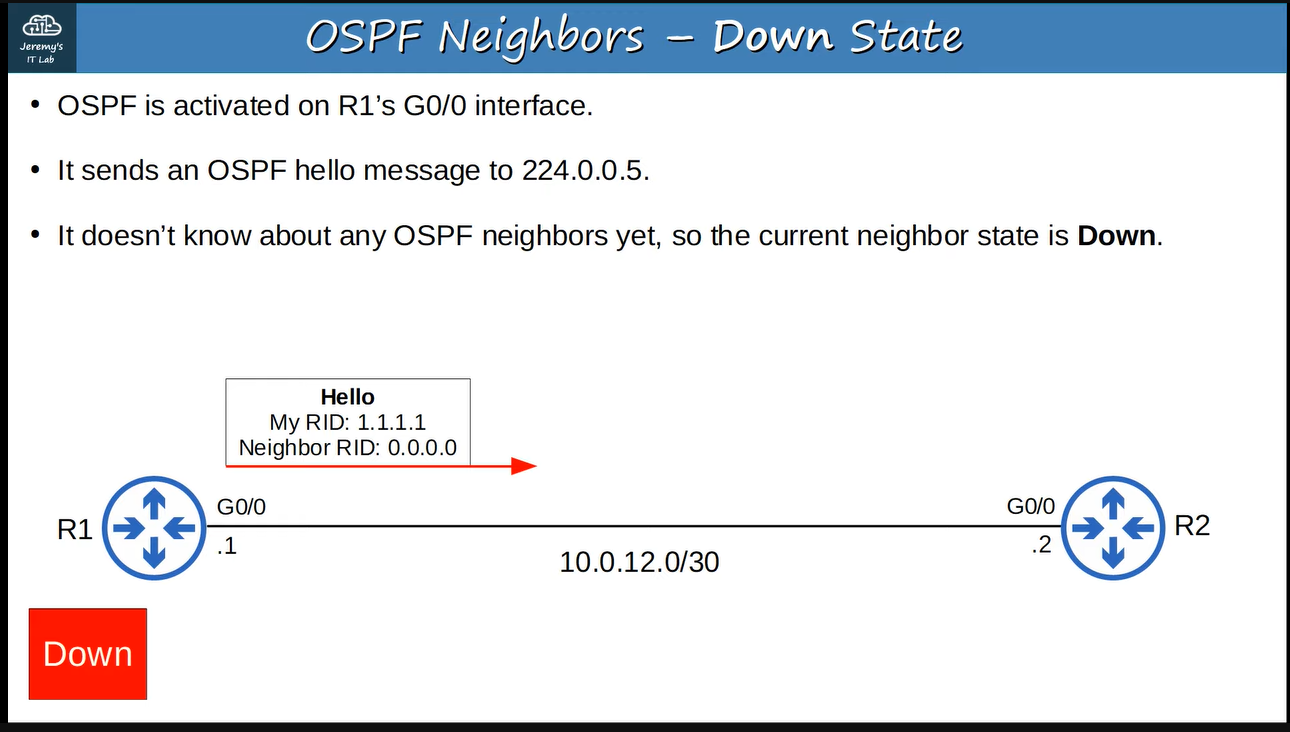 Jeremy's
IT Lab
OSPF Neighbors – Down State
• OSPF is activated on R1’s G0/0 interface.
• It sends an OSPF hello message to 224.0.0.5.
• It doesn’t know about any OSPF neighbors yet, so the current neighbor state is Down.
Hello
My RID: 1.1.1.1
Neighbor RID: 0.0.0.0
R1
G0/0
.1
10.0.12.0/30
G0/0
.2
R2
Down